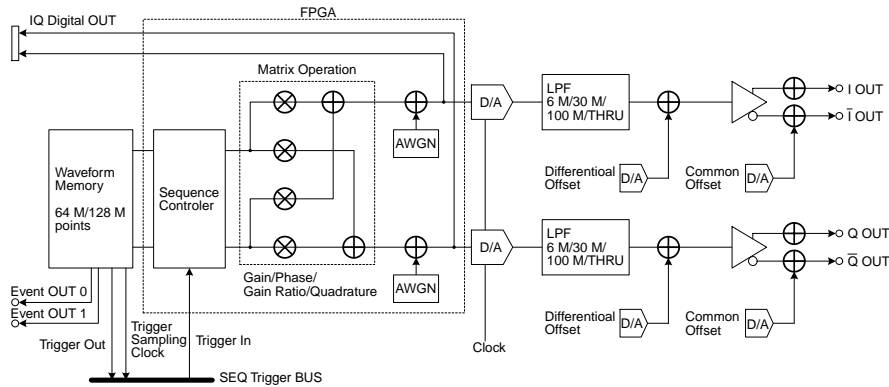 FPGA
IQ Digital OUT
Matrix Operation
D/A
LPF
6 M/30 M/
100 M/THRU
I OUT
I OUT
AWGN
Waveform
Memory
64 M/128 M
points
Sequence
Controler
Differentioal
Offset
D/A
Common
Offset
D/A
D/A
LPF
6 M/30 M/
100 M/THRU
Q OUT
Q OUT
AWGN
Gain/Phase/
Gain Ratio/Quadrature
Event OUT 0
Event OUT 1
Trigger Out
Trigger
Sampling
Clock
Trigger In
Clock
Differential
Offset
D/A
Common
Offset
D/A
SEQ Trigger BUS